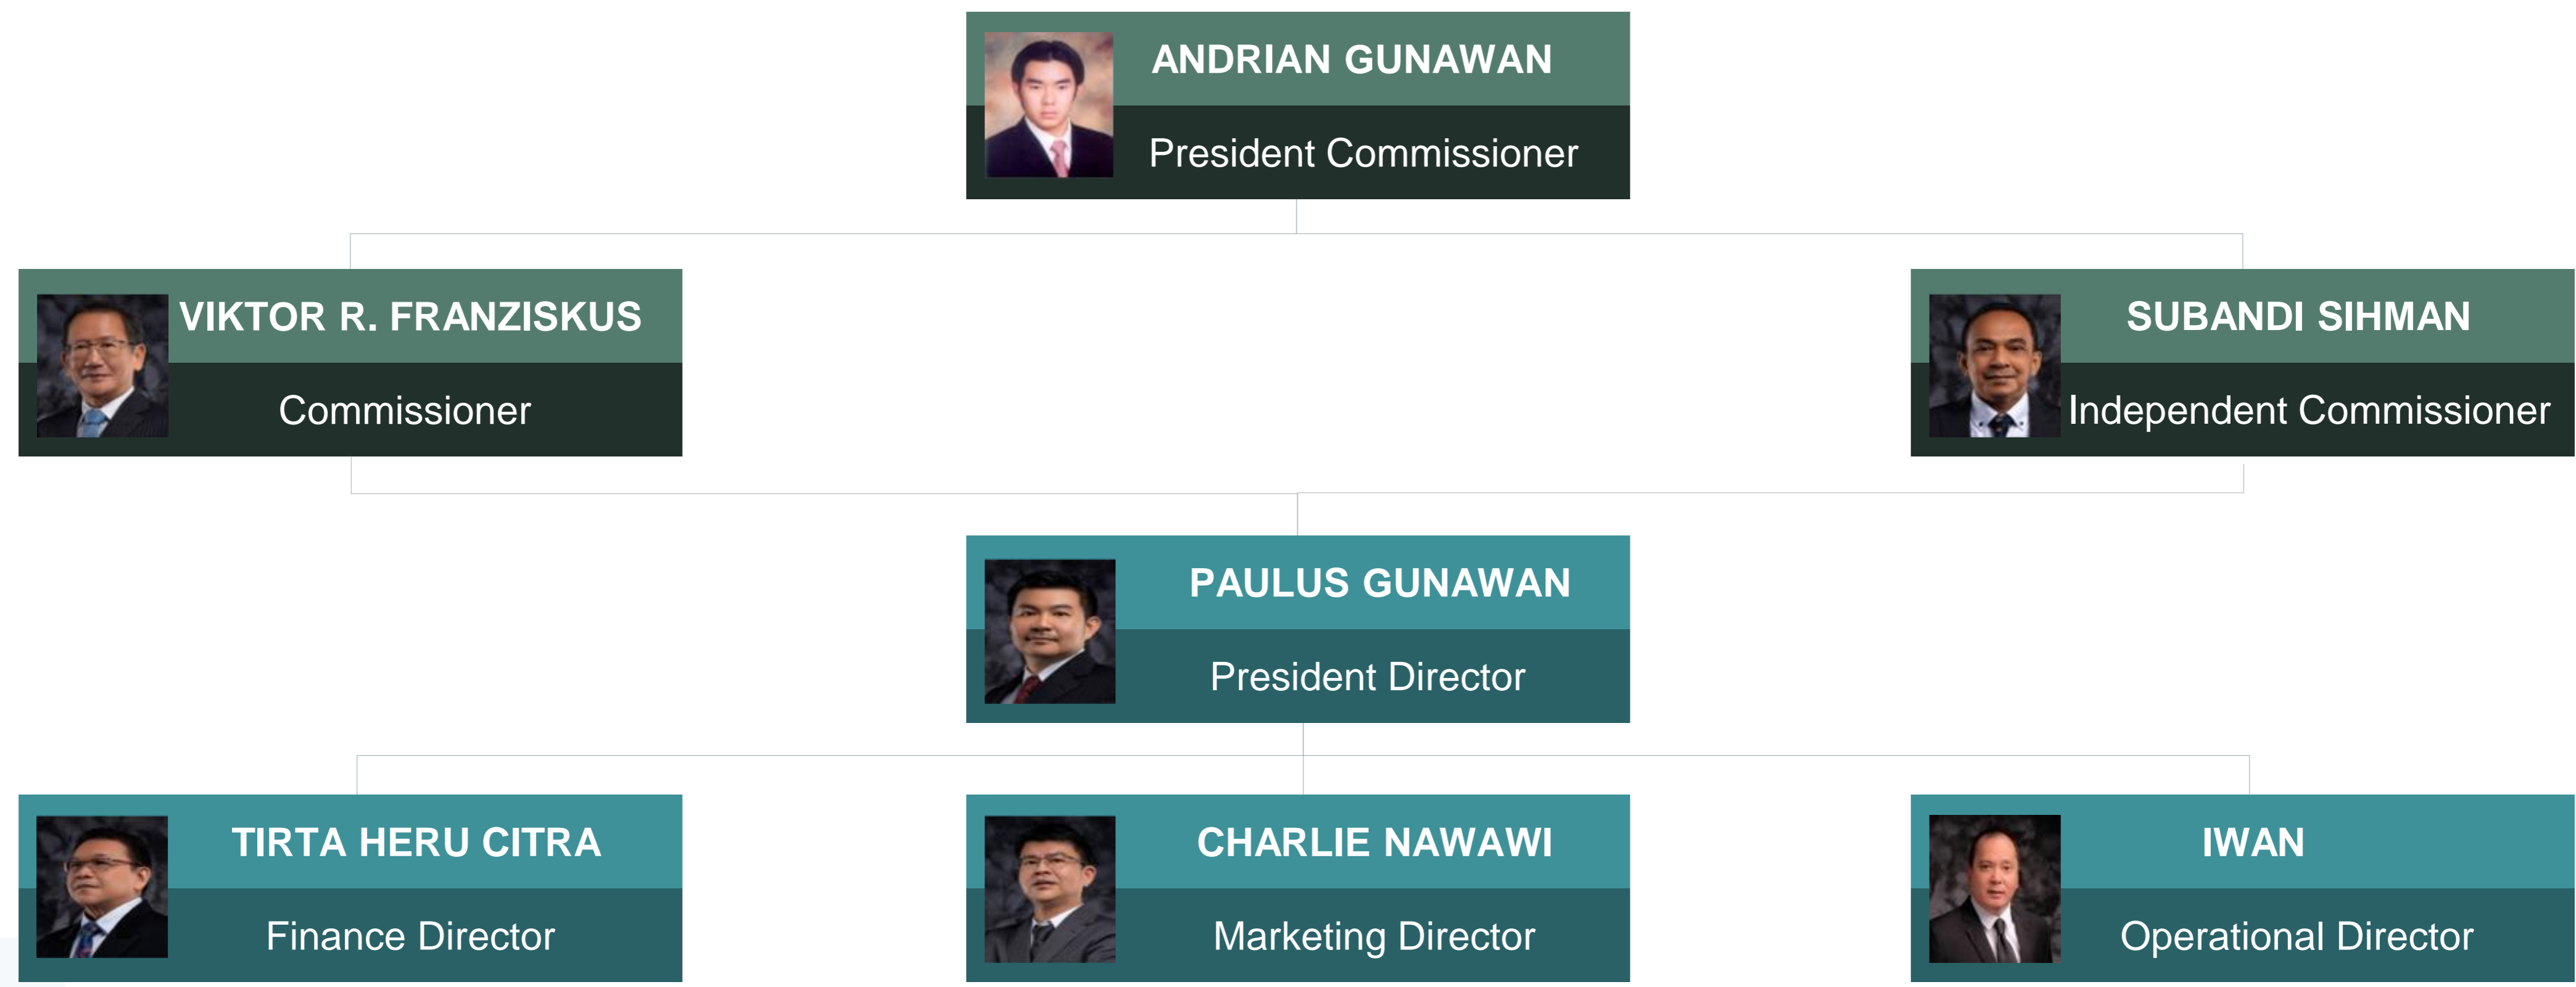 ANDRIAN GUNAWAN
President Commissioner
VIKTOR R. FRANZISKUS
Commissioner
SUBANDI SIHMAN
Independent Commissioner
PAULUS GUNAWAN
President Director
TIRTA HERU CITRA
Finance Director
CHARLIE NAWAWI
Marketing Director
IWAN
Operational Director